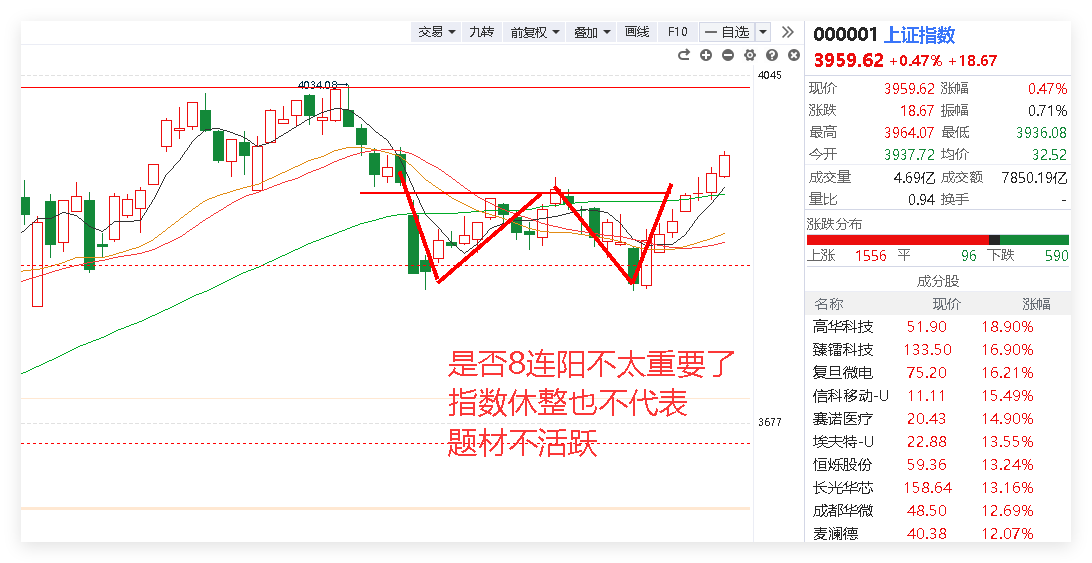 交易 九转 前复权 叠加 画线 F10 一 自选
4045
4034.08
3677
是否8连阳不太重要了
指数休整也不代表
题材不活跃
000001 上证指数
3959.62 +0.47% +18.67
现价 3959.62 涨幅 0.47%
涨跌 18.67 振幅 0.71%
最高 3964.07 最低 3936.08
今开 3937.72 均价 32.52
成交量 4.69亿 成交额 7850.19亿
量比 0.94 换手 -
涨跌分布
上涨 1556 平 96 下跌 590
成分股
名称 现价 涨幅
高华科技 51.90 18.90%
臻镭科技 133.50 16.90%
复旦微电 75.20 16.21%
信科移动-U 11.11 15.49%
赛诺医疗 20.43 14.90%
埃夫特-U 22.88 13.55%
恒烁股份 59.36 13.24%
长光华芯 158.64 13.16%
成都华微 48.50 12.69%
麦澜德 40.38 12.07%